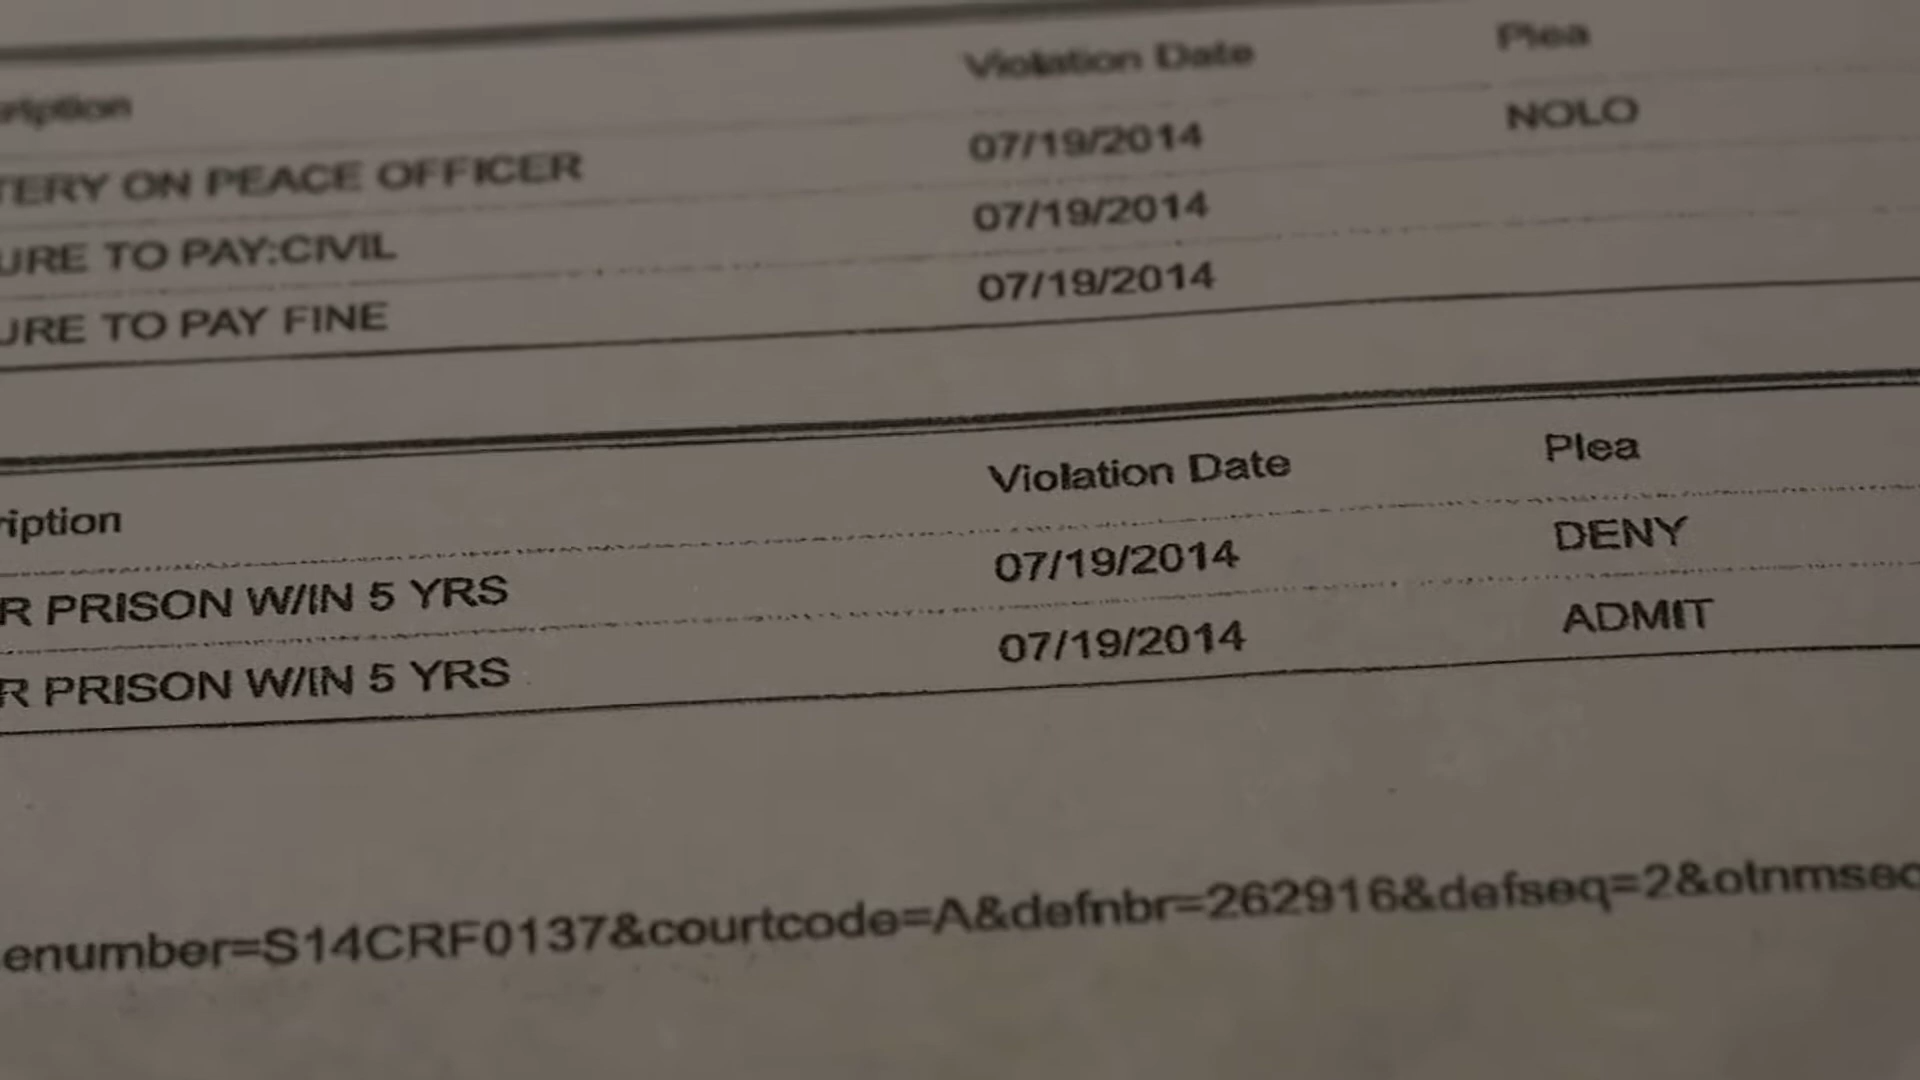 ription Violation Date Plea
TERY ON PEACE OFFICER 07/19/2014 NOLO
URE TO PAY:CIVIL 07/19/2014
URE TO PAY FINE 07/19/2014
ription Violation Date Plea
R PRISON W/IN 5 YRS 07/19/2014 DENY
R PRISON W/IN 5 YRS 07/19/2014 ADMIT
enumber=S14CRF0137&courtcode=A&defnbr=262916&defseq=2&otnmsec